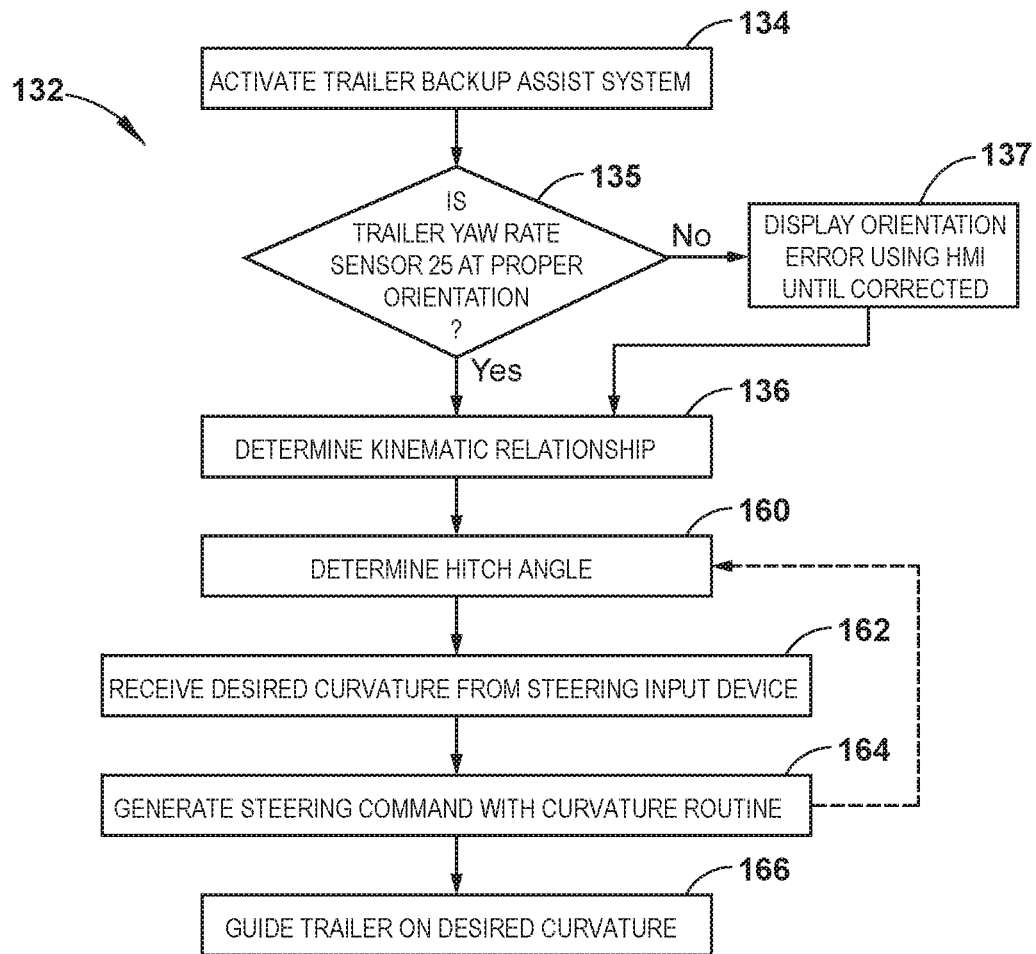 134
ACTIVATE TRAILER BACKUP ASSIST SYSTEM
132
135
IS
TRAILER YAW RATE
SENSOR 25 AT PROPER
ORIENTATION
?
No
137
DISPLAY ORIENTATION
ERROR USING HMI
UNTIL CORRECTED
Yes
136
DETERMINE KINEMATIC RELATIONSHIP
160
DETERMINE HITCH ANGLE
162
RECEIVE DESIRED CURVATURE FROM STEERING INPUT DEVICE
164
GENERATE STEERING COMMAND WITH CURVATURE ROUTINE
166
GUIDE TRAILER ON DESIRED CURVATURE